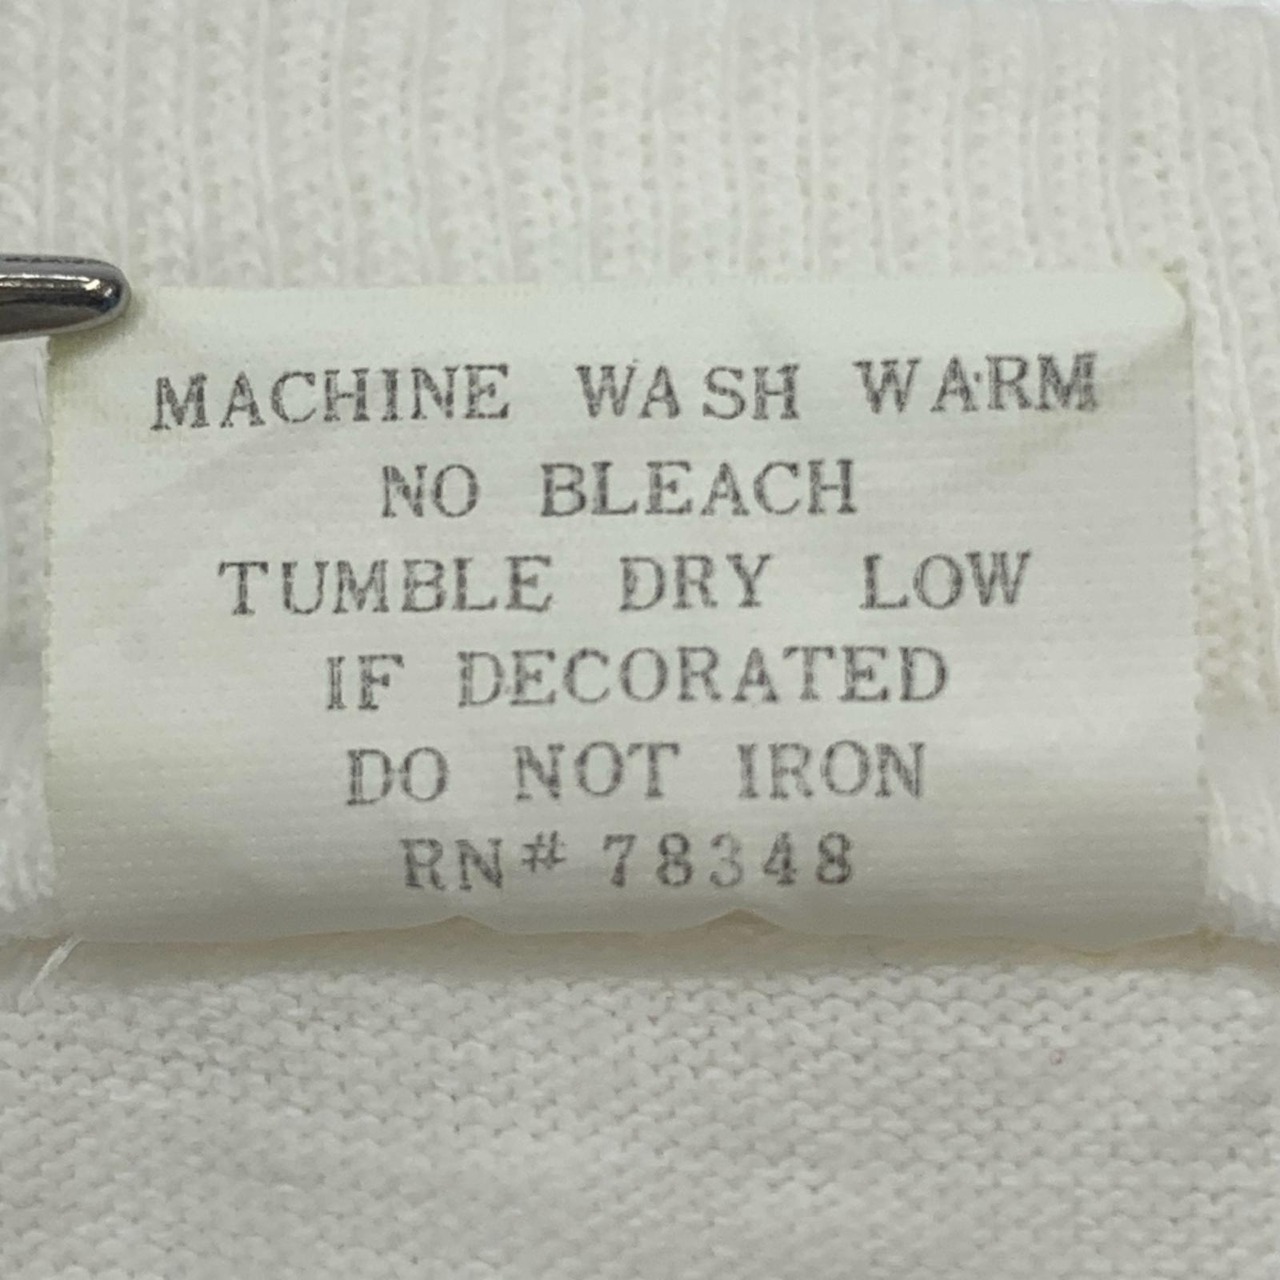 MACHINE WASH WARM
NO BLEACH
TUMBLE DRY LOW
IF DECORATED
DO NOT IRON
RN# 78348